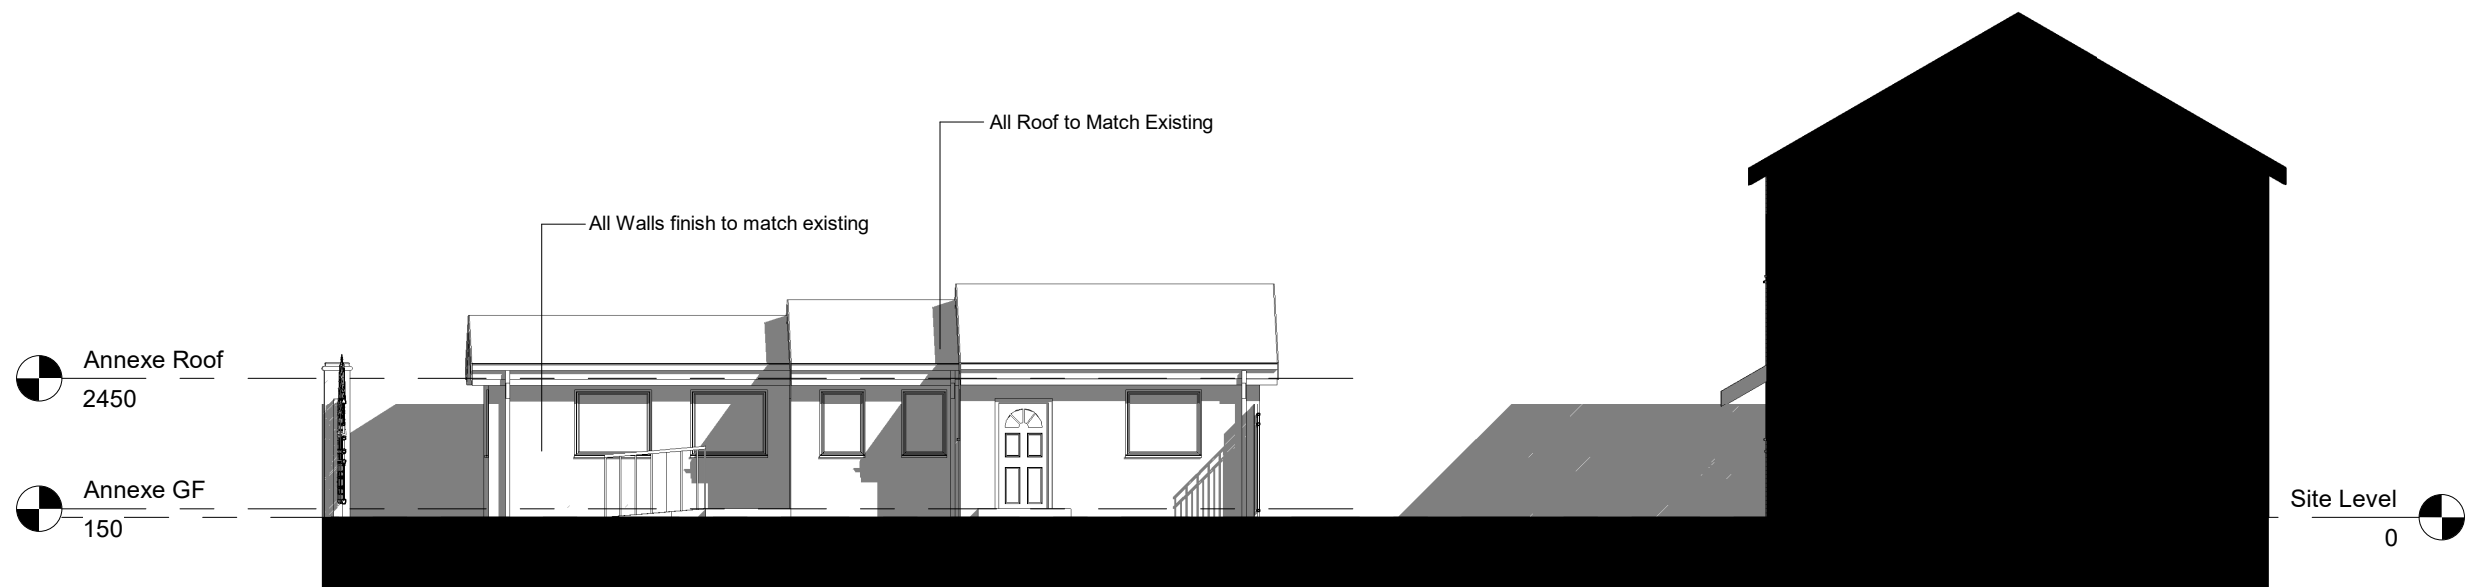 All Roof to Match Existing
All Walls finish to match existing
Annexe Roof
2450
Annexe GF
150
Site Level
0